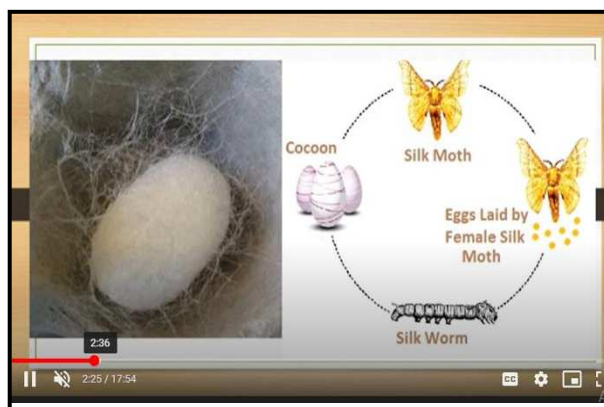 Cocoon
Silk Moth
Eggs Laid by
Female Silk
Moth
Silk Worm
2:36
2:25 / 17:54
CC